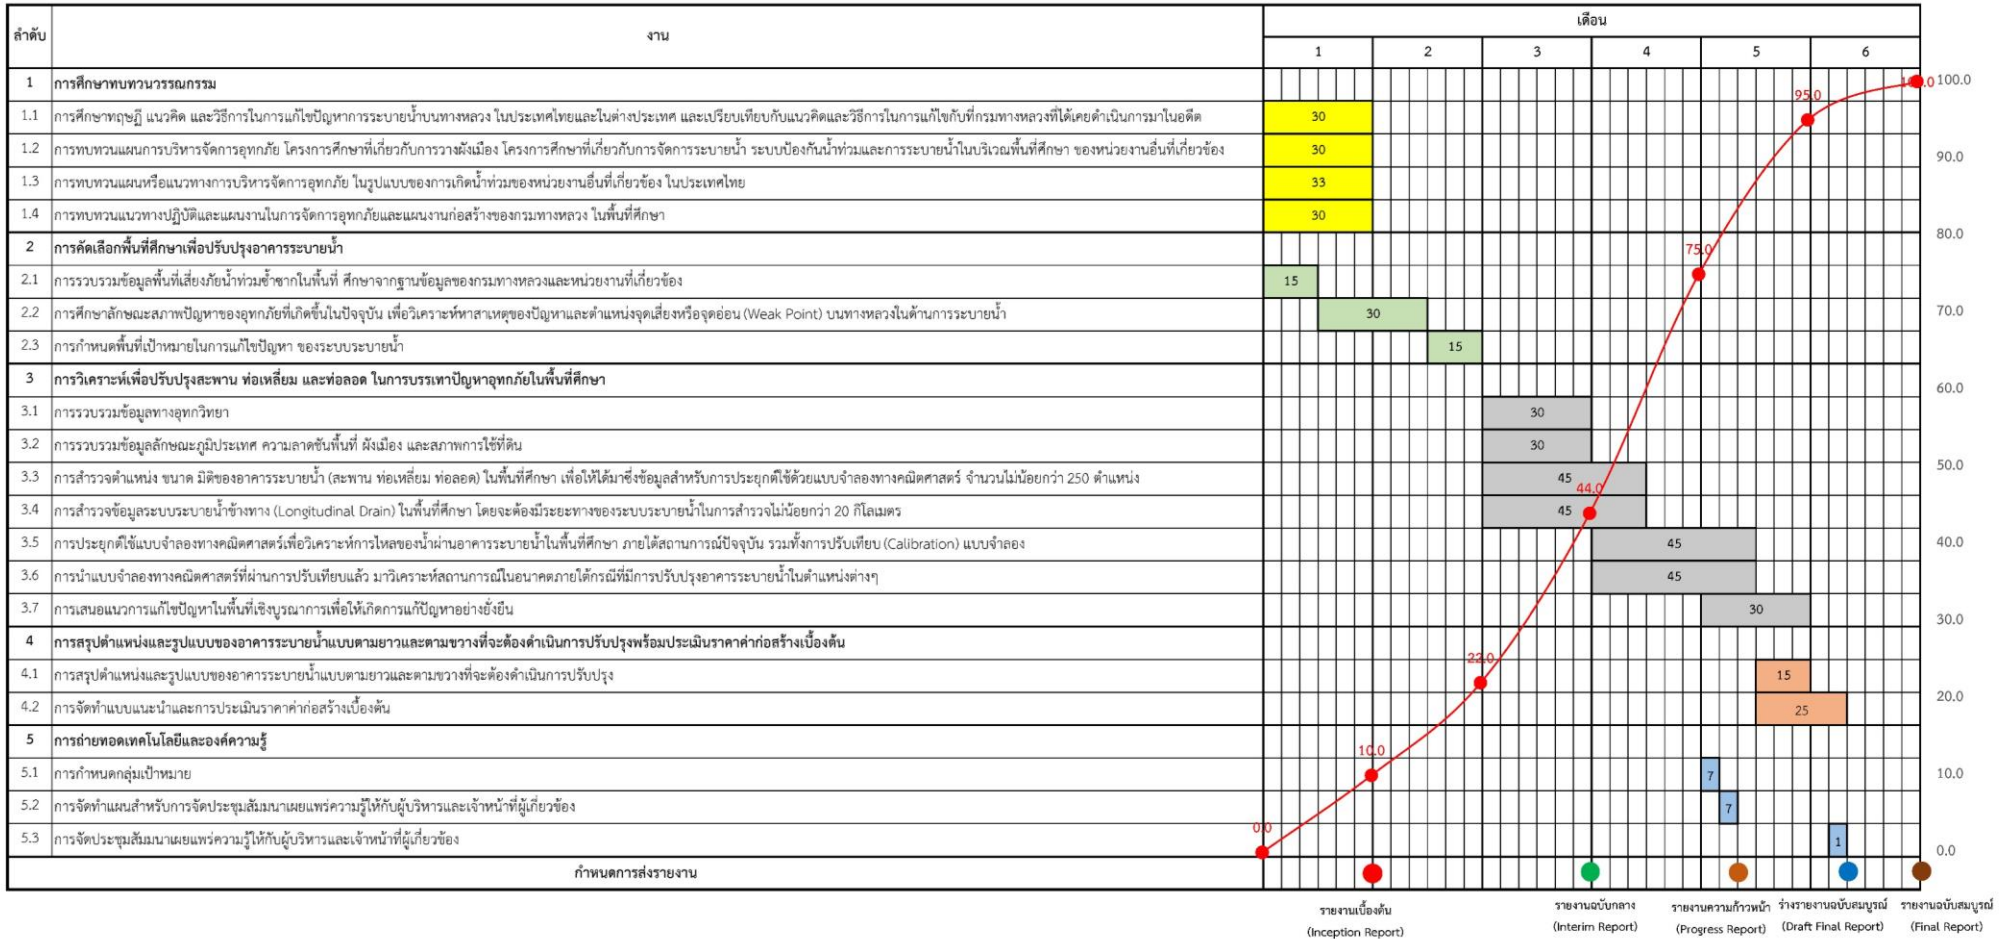 ลำดับ
งาน
เดือน
1 2 3 4 5 6
1 การศึกษาทบทวนวรรณกรรม
1.1 การศึกษาทฤษฎี แนวคิด และวิธีการในการแก้ไขปัญหาการระบายน้ำบนทางหลวง ในประเทศไทยและในต่างประเทศ และเปรียบเทียบกับแนวคิดและวิธีการในการแก้ไขกับที่กรมทางหลวงที่ได้เคยดำเนินการมาในอดีต 30
1.2 การทบทวนแผนการบริหารจัดการอุทกภัย โครงการศึกษาที่เกี่ยวกับการวางผังเมือง โครงการศึกษาที่เกี่ยวกับการจัดการระบายน้ำ ระบบป้องกันน้ำท่วมและการระบายน้ำในบริเวณพื้นที่ศึกษา ของหน่วยงานอื่นที่เกี่ยวข้อง 30
1.3 การทบทวนแผนหรือแนวทางการบริหารจัดการอุทกภัย ในรูปแบบของการเกิดน้ำท่วมของหน่วยงานอื่นที่เกี่ยวข้อง ในประเทศไทย 33
1.4 การทบทวนแนวทางปฏิบัติและแผนงานในการจัดการอุทกภัยและแผนงานก่อสร้างของกรมทางหลวง ในพื้นที่ศึกษา 30
2 การคัดเลือกพื้นที่ศึกษาเพื่อปรับปรุงอาคารระบายน้ำ
2.1 การรวบรวมข้อมูลพื้นที่เสี่ยงภัยน้ำท่วมซ้ำซากในพื้นที่ ศึกษาจากฐานข้อมูลของกรมทางหลวงและหน่วยงานที่เกี่ยวข้อง 15
2.2 การศึกษาลักษณะสภาพปัญหาของอุทกภัยที่เกิดขึ้นในปัจจุบัน เพื่อวิเคราะห์หาสาเหตุของปัญหาและตำแหน่งจุดเสี่ยงหรือจุดอ่อน (Weak Point) บนทางหลวงในด้านการระบายน้ำ 30
2.3 การกำหนดพื้นที่เป้าหมายในการแก้ไขปัญหา ของระบบระบายน้ำ 15
3 การวิเคราะห์เพื่อปรับปรุงสะพาน ท่อเหลี่ยม และท่อลอด ในการบรรเทาปัญหาอุทกภัยในพื้นที่ศึกษา
3.1 การรวบรวมข้อมูลทางอุทกวิทยา 30
3.2 การรวบรวมข้อมูลลักษณะภูมิประเทศ ความลาดชันพื้นที่ ผังเมือง และสภาพการใช้ที่ดิน 30
3.3 การสำรวจตำแหน่ง ขนาด มิติของอาคารระบายน้ำ (สะพาน ท่อเหลี่ยม ท่อลอด) ในพื้นที่ศึกษา เพื่อให้ได้มาซึ่งข้อมูลสำหรับการประยุกต์ใช้ด้วยแบบจำลองทางคณิตศาสตร์ จำนวนไม่น้อยกว่า 250 ตำแหน่ง 45
3.4 การสำรวจข้อมูลระบบระบายน้ำข้างทาง (Longitudinal Drain) ในพื้นที่ศึกษา โดยจะต้องมีระยะทางของระบบระบายน้ำในการสำรวจไม่น้อยกว่า 20 กิโลเมตร 45
3.5 การประยุกต์ใช้แบบจำลองทางคณิตศาสตร์เพื่อวิเคราะห์การไหลของน้ำผ่านอาคารระบายน้ำในพื้นที่ศึกษา ภายใต้สถานการณ์ปัจจุบัน รวมทั้งการปรับเทียบ (Calibration) แบบจำลอง 45
3.6 การนำแบบจำลองทางคณิตศาสตร์ที่ผ่านการปรับเทียบแล้ว มาวิเคราะห์สถานการณ์ในอนาคตภายใต้กรณีที่มีการปรับปรุงอาคารระบายน้ำในตำแหน่งต่างๆ 45
3.7 การเสนอแนวการแก้ไขปัญหาในพื้นที่เชิงบูรณาการเพื่อให้เกิดการแก้ปัญหาอย่างยั่งยืน 30
4 การสรุปตำแหน่งและรูปแบบของอาคารระบายน้ำแบบตามยาวและตามขวางที่จะต้องดำเนินการปรับปรุงพร้อมประเมินราคาค่าก่อสร้างเบื้องต้น
4.1 การสรุปตำแหน่งและรูปแบบของอาคารระบายน้ำแบบตามยาวและตามขวางที่จะต้องดำเนินการปรับปรุง 15
4.2 การจัดทำแบบแนะนำและการประเมินราคาค่าก่อสร้างเบื้องต้น 25
5 การถ่ายทอดเทคโนโลยีและองค์ความรู้
5.1 การกำหนดกลุ่มเป้าหมาย 7
5.2 การจัดทำแผนสำหรับการจัดประชุมสัมมนาเผยแพร่ความรู้ให้กับผู้บริหารและเจ้าหน้าที่ผู้เกี่ยวข้อง 7
5.3 การจัดประชุมสัมมนาเผยแพร่ความรู้ให้กับผู้บริหารและเจ้าหน้าที่ผู้เกี่ยวข้อง 1
กำหนดการส่งรายงาน
0.0
10.0
22.0
44.0
75.0
95.0
100.0
100.0
90.0
80.0
70.0
60.0
50.0
40.0
30.0
20.0
10.0
0.0
รายงานเบื้องต้น
(Inception Report)
รายงานฉบับกลาง
(Interim Report)
รายงานความก้าวหน้า
(Progress Report)
ร่างรายงานฉบับสมบูรณ์
(Draft Final Report)
รายงานฉบับสมบูรณ์
(Final Report)